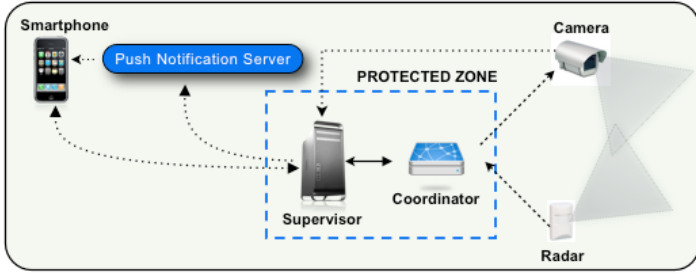 Smartphone
Camera
Push Notification Server
PROTECTED ZONE
Coordinator
Supervisor
Radar